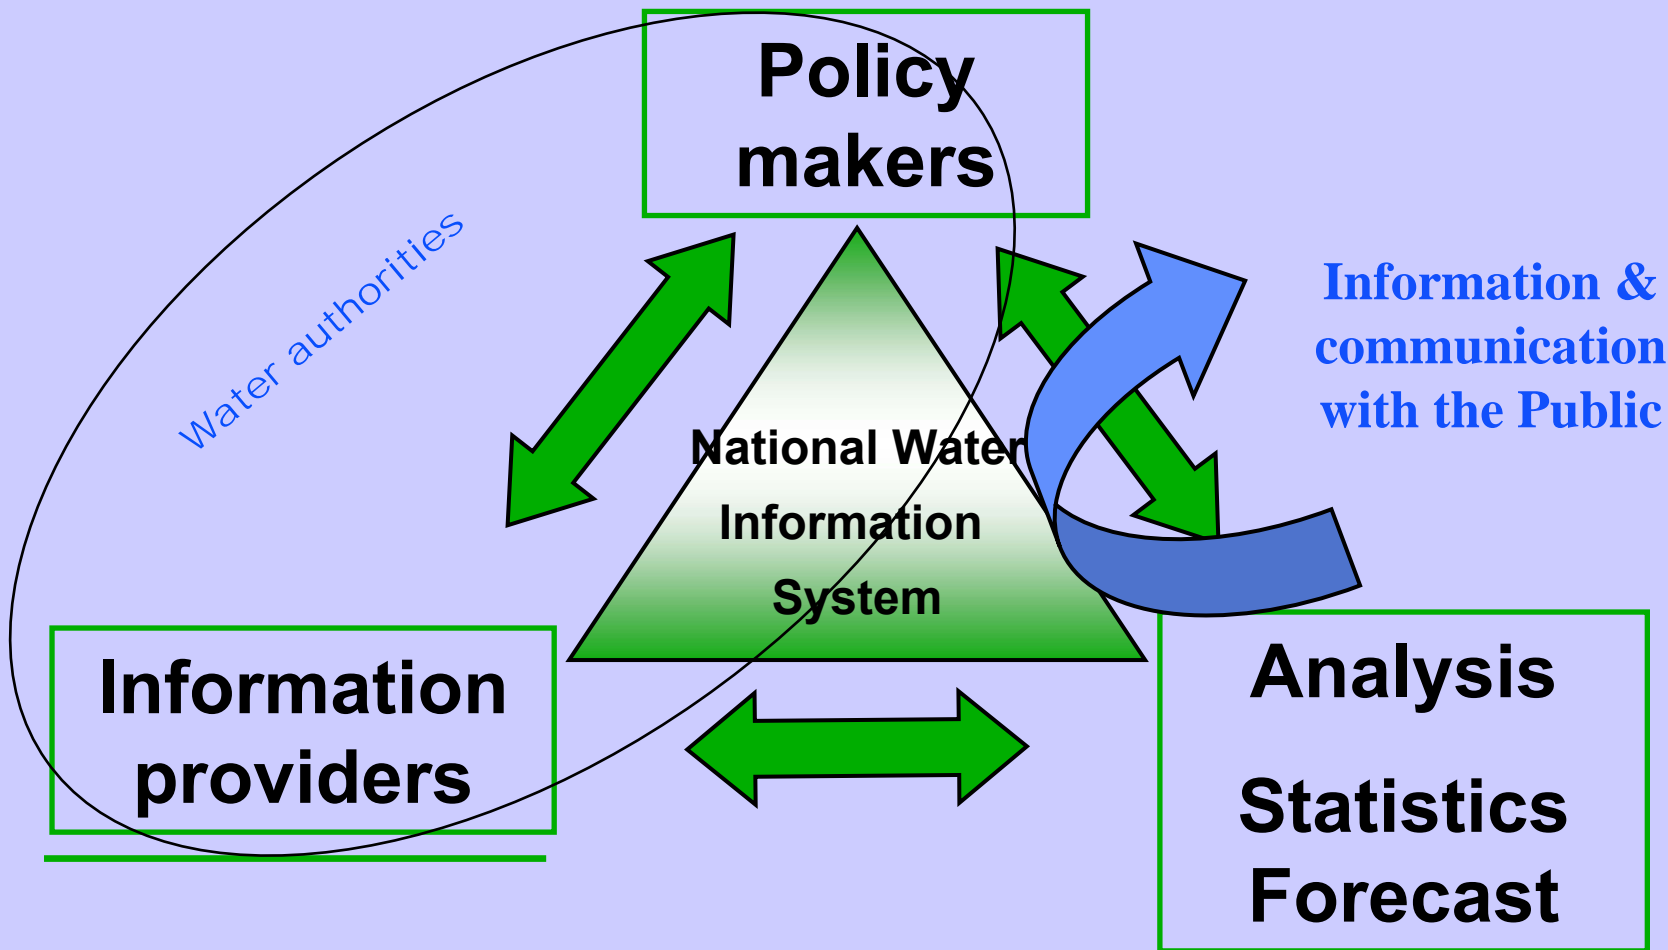 Policy
makers
Water authorities
Information &
communication
with the Public
National Water
Information
System
Information
providers
Analysis
Statistics
Forecast